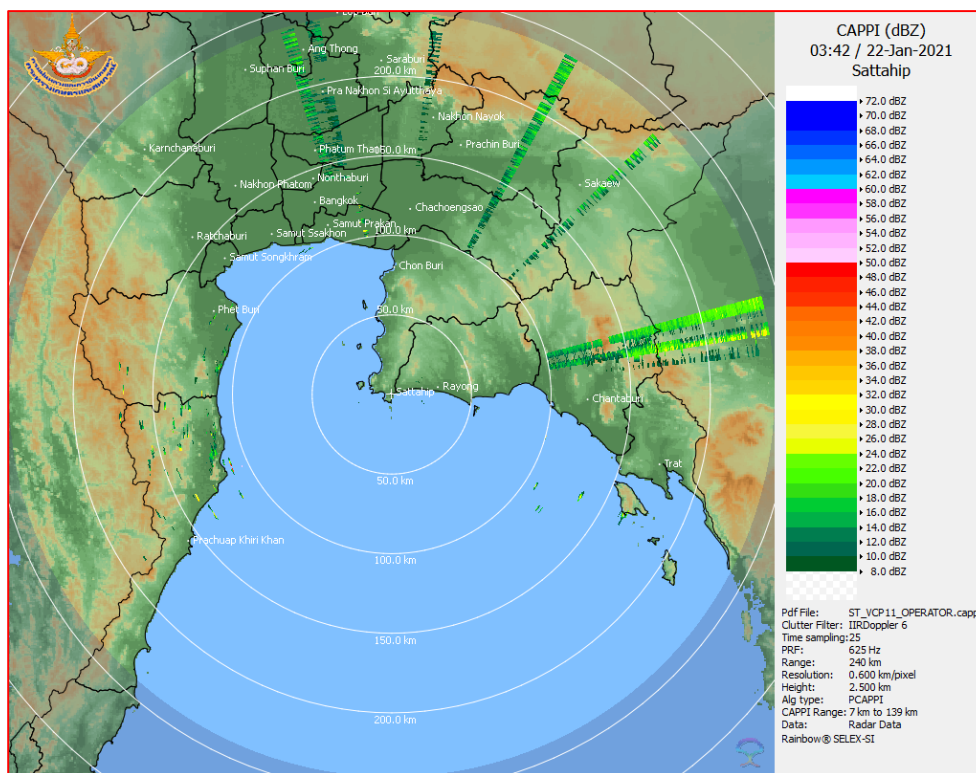 CAPPI (dBZ)
03:42 / 22-Jan-2021
Sattahip
72.0 dBZ
70.0 dBZ
68.0 dBZ
66.0 dBZ
64.0 dBZ
62.0 dBZ
60.0 dBZ
58.0 dBZ
56.0 dBZ
54.0 dBZ
52.0 dBZ
50.0 dBZ
48.0 dBZ
46.0 dBZ
44.0 dBZ
42.0 dBZ
40.0 dBZ
38.0 dBZ
36.0 dBZ
34.0 dBZ
32.0 dBZ
30.0 dBZ
28.0 dBZ
26.0 dBZ
24.0 dBZ
22.0 dBZ
20.0 dBZ
18.0 dBZ
16.0 dBZ
14.0 dBZ
12.0 dBZ
10.0 dBZ
8.0 dBZ
Pdf File: ST_VCP11_OPERATOR.capp
Clutter Filter: IIRDoppler 6
Time sampling:25
PRF: 625 Hz
Range: 240 km
Resolution: 0.600 km/pixel
Height: 2.500 km
Alg type: PCAPPI
CAPPI Range: 7 km to 139 km
Data: Radar Data
Rainbow® SELEX-SI
Ang Thong
Saraburi
Suphan Buri
200.0 km
Pra Nakhon Si Ayutthaya
Nakhon Nayok
Karnchanaburi
Phatum Thani
150.0 km
Prachin Buri
Nakhon Phatom
Nonthaburi
Sakaew
Bangkok
Chachoengsao
Samut Prakan
100.0 km
Ratchaburi
Samut Ssakhon
Samut Songkhram
Chon Buri
Phet Buri
50.0 km
Sattahip
Rayong
Chantaburi
Trat
50.0 km
Prachuap Khiri Khan
100.0 km
150.0 km
200.0 km